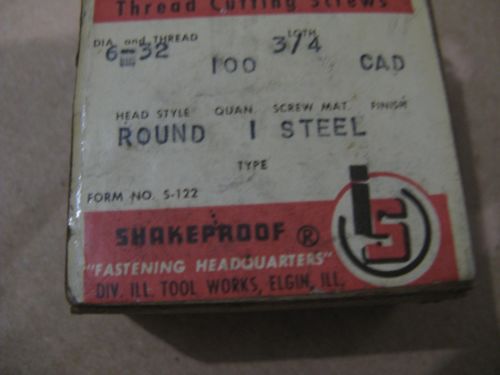 Thread Cutting Screws
DIA. and THREAD LGTH
6-32 3/4
100 CAD
HEAD STYLE QUAN. SCREW MAT. FINISH
ROUND 1 STEEL
TYPE
FORM NO. S-122
SHAKEPROOF ®
"FASTENING HEADQUARTERS"
DIV. ILL. TOOL WORKS, ELGIN, ILL.
iS